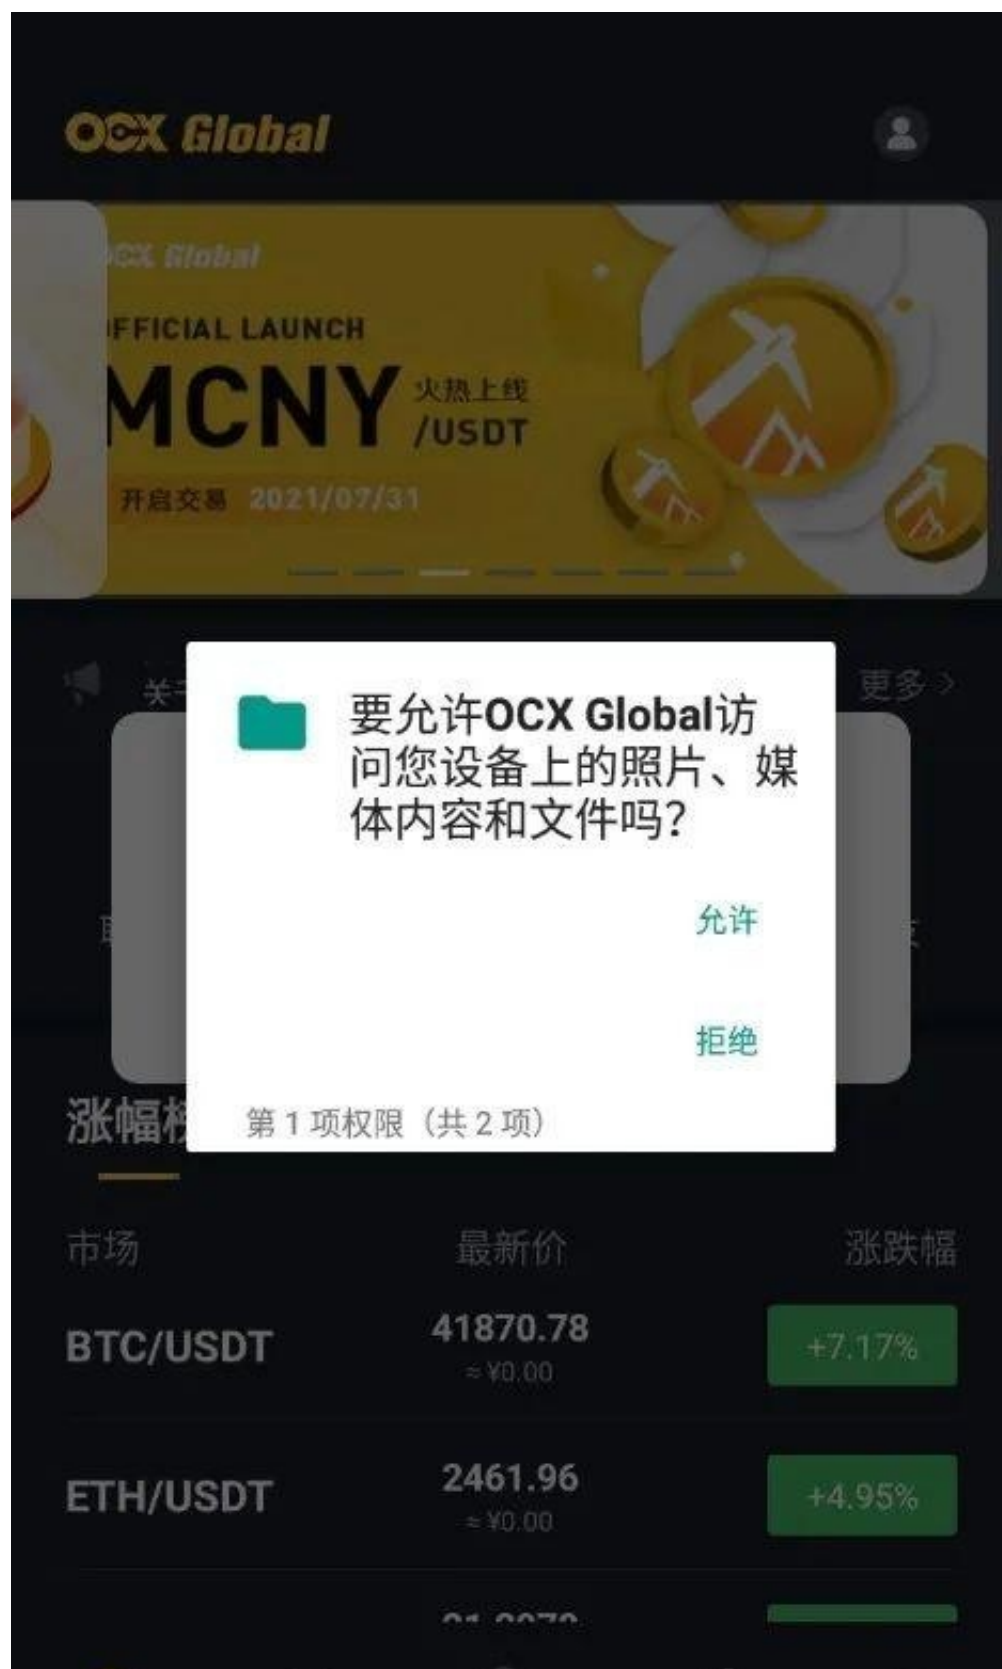 OCX Global
OCX Global
OFFICIAL LAUNCH
MCNY
火热上线
/USDT
开启交易 2021/07/31
更多
要允许OCX Global访
问您设备上的照片、媒
体内容和文件吗?
允许
拒绝
第 1 项权限（共 2 项）
涨幅
市场 最新价 涨跌幅
BTC/USDT 41870.78 +7.17%
≈ ¥0.00
ETH/USDT 2461.96 +4.95%
≈ ¥0.00